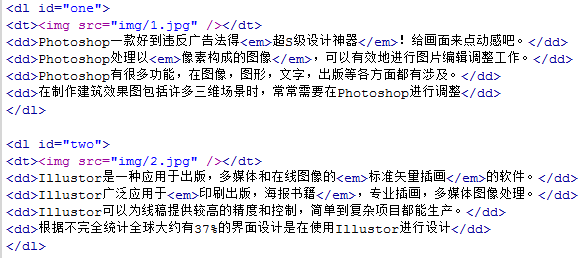 <dl id="one">
<dt><img src="img/1.jpg" /></dt>
<dd>Photoshop一款好到违反广告法得<em>超S级设计神器</em>！给画面来点动感吧。</dd>
<dd>Photoshop处理以<em>像素构成的图像</em>，可以有效地进行图片编辑调整工作。</dd>
<dd>Photoshop有很多功能，在图像，图形，文字，出版等各方面都有涉及。</dd>
<dd>在制作建筑效果图包括许多三维场景时，常常需要在Photoshop进行调整</dd>
</dl>
<dl id="two">
<dt><img src="img/2.jpg" /></dt>
<dd>Illustor是一种应用于出版，多媒体和在线图像的<em>标准矢量插画</em>的软件。</dd>
<dd>Illustor广泛应用于<em>印刷出版，海报书籍</em>，专业插画，多媒体图像处理。</dd>
<dd>Illustor可以为线稿提供较高的精度和控制，简单到复杂项目都能生产。</dd>
<dd>根据不完全统计全球大约有37%的界面设计是在使用Illustor进行设计</dd>
</dl>